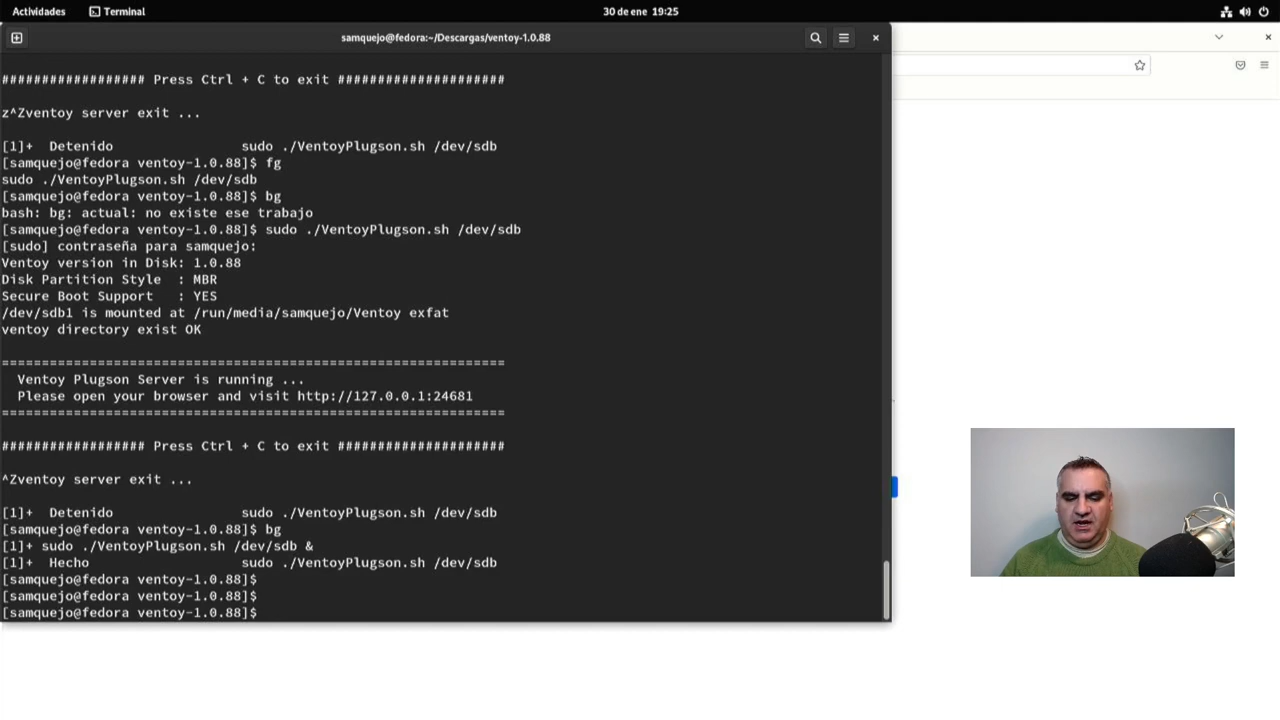 Actividades
Terminal
30 de ene 19:25
samquejo@fedora:~/Descargas/ventoy-1.0.88
################## Press Ctrl + C to exit #####################
z^Zventoy server exit ...
[1]+  Detenido                sudo ./VentoyPlugson.sh /dev/sdb
[samquejo@fedora ventoy-1.0.88]$ fg
sudo ./VentoyPlugson.sh /dev/sdb
[samquejo@fedora ventoy-1.0.88]$ bg
bash: bg: actual: no existe ese trabajo
[samquejo@fedora ventoy-1.0.88]$ sudo ./VentoyPlugson.sh /dev/sdb
[sudo] contraseña para samquejo:
Ventoy version in Disk: 1.0.88
Disk Partition Style  : MBR
Secure Boot Support   : YES
/dev/sdb1 is mounted at /run/media/samquejo/Ventoy exfat
ventoy directory exist OK
===============================================================
  Ventoy Plugson Server is running ...
  Please open your browser and visit http://127.0.0.1:24681
===============================================================
################## Press Ctrl + C to exit #####################
^Zventoy server exit ...
[1]+  Detenido                sudo ./VentoyPlugson.sh /dev/sdb
[samquejo@fedora ventoy-1.0.88]$ bg
[1]+ sudo ./VentoyPlugson.sh /dev/sdb &
[1]+  Hecho                   sudo ./VentoyPlugson.sh /dev/sdb
[samquejo@fedora ventoy-1.0.88]$
[samquejo@fedora ventoy-1.0.88]$
[samquejo@fedora ventoy-1.0.88]$